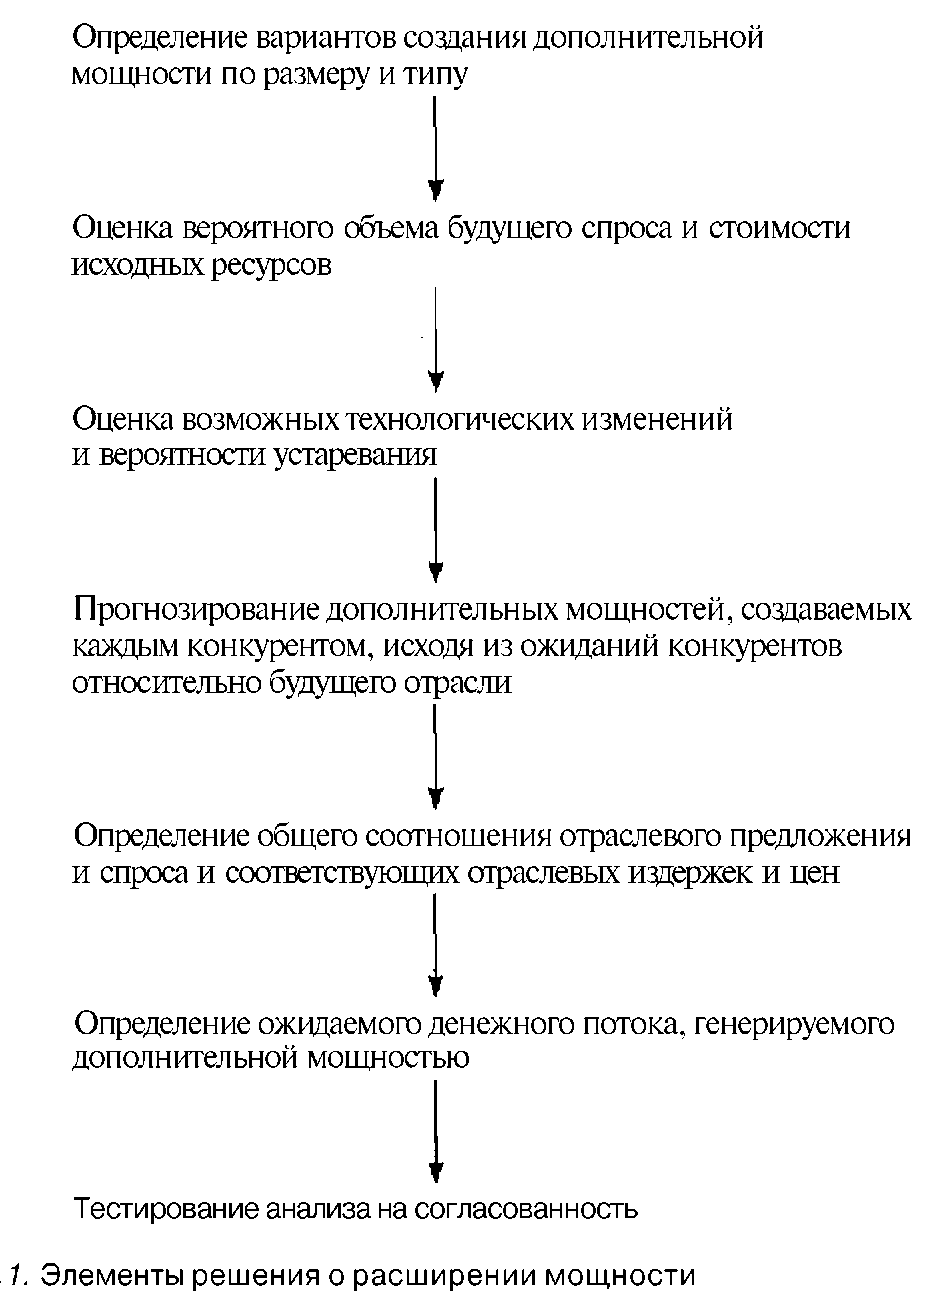 Определение вариантов создания дополнительной
мощности по размеру и типу
Оценка вероятного объема будущего спроса и стоимости
исходных ресурсов
Оценка возможных технологических изменений
и вероятности устаревания
Прогнозирование дополнительных мощностей, создаваемых
каждым конкурентом, исходя из ожиданий конкурентов
относительно будущего отрасли
Определение общего соотношения отраслевого предложения
и спроса и соответствующих отраслевых издержек и цен
Определение ожидаемого денежного потока, генерируемого
дополнительной мощностью
Тестирование анализа на согласованность
.1. Элементы решения о расширении мощности